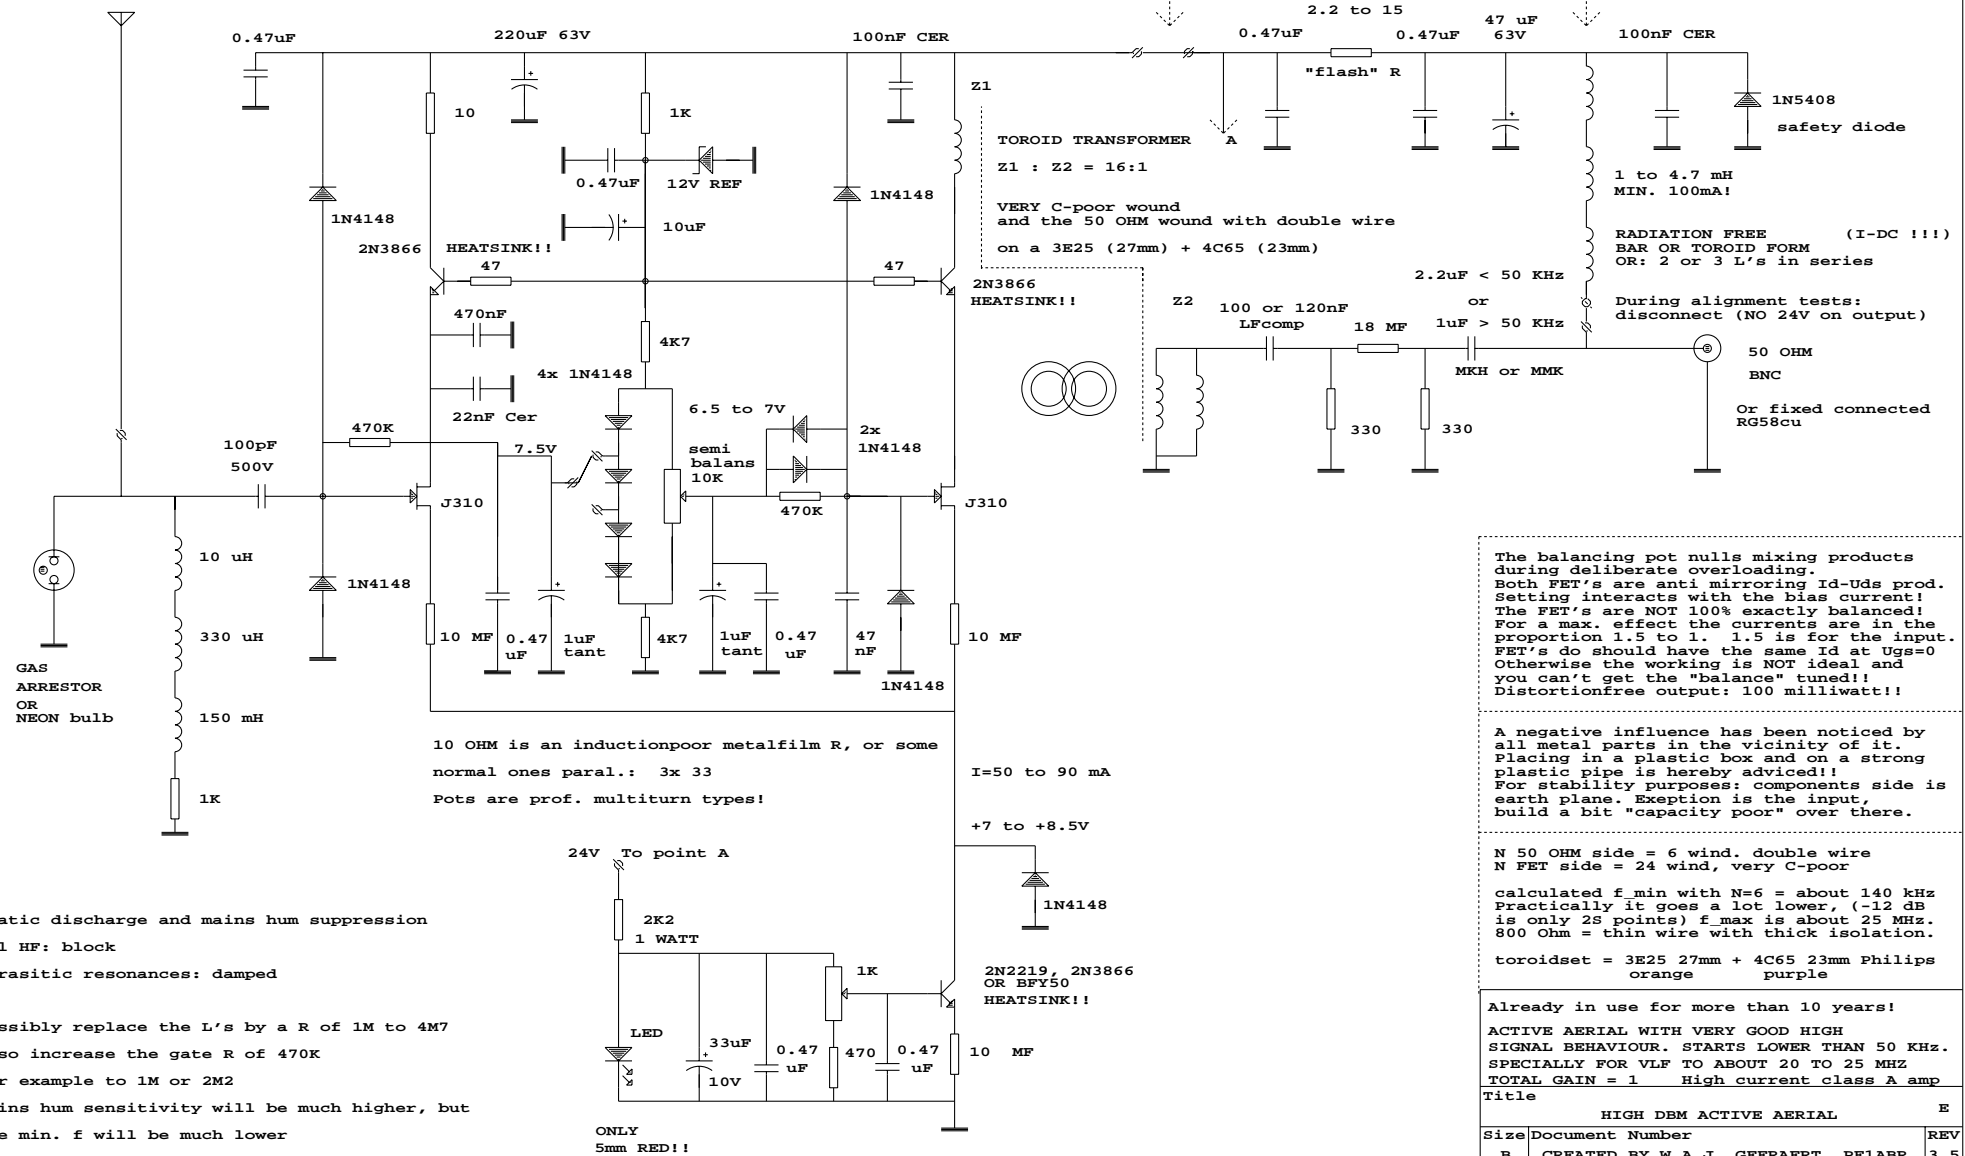 2.2 to 15
0.47uF
220uF 63V
100nF CER
0.47uF
0.47uF
47 uF
63V
100nF CER
"flash" R
Z1
10
1K
1N5408
safety diode
TOROID TRANSFORMER
A
Z1 : Z2 = 16:1
0.47uF
12V REF
1N4148
1N4148
VERY C-poor wound
and the 50 OHM wound with double wire
on a 3E25 (27mm) + 4C65 (23mm)
1 to 4.7 mH
MIN. 100mA!
10uF
RADIATION FREE (I-DC !!!)
BAR OR TOROID FORM
OR: 2 or 3 L's in series
2N3866 HEATSINK!!
47
47
2N3866
HEATSINK!!
2.2uF < 50 KHz
or
1uF > 50 KHz
Z2
100 or 120nF
LFcomp
18 MF
During alignment tests:
disconnect (NO 24V on output)
470nF
4K7
4x 1N4148
MKH or MMK
50 OHM
BNC
Or fixed connected
RG58cu
22nF Cer
6.5 to 7V
470K
2x
1N4148
330
330
100pF
500V
7.5V
semi
balans
10K
J310
470K
J310
10 uH
1N4148
330 uH
10 MF
0.47
uF
1uF
tant
4K7
1uF
tant
0.47
uF
47
nF
10 MF
1N4148
GAS
ARRESTOR
OR
NEON bulb
150 mH
1K
The balancing pot nulls mixing products
during deliberate overloading.
Both FET's are anti mirroring Id-Uds prod.
Setting interacts with the bias current!
The FET's are NOT 100% exactly balanced!
For a max. effect the currents are in the
proportion 1.5 to 1. 1.5 is for the input.
FET's do should have the same Id at Ugs=0
Otherwise the working is NOT ideal and
you can't get the "balance" tuned!!
Distortionfree output: 100 milliwatt!!
10 OHM is an inductionpoor metalfilm R, or some
normal ones paral.: 3x 33
Pots are prof. multiturn types!
I=50 to 90 mA
+7 to +8.5V
A negative influence has been noticed by
all metal parts in the vicinity of it.
Placing in a plastic box and on a strong
plastic pipe is hereby adviced!!
For stability purposes: components side is
earth plane. Exeption is the input,
build a bit "capacity poor" over there.
24V To point A
2K2
1 WATT
1N4148
N 50 OHM side = 6 wind. double wire
N FET side = 24 wind, very C-poor
calculated f_min with N=6 = about 140 kHz
Practically it goes a lot lower, (-12 dB
is only 2S points) f_max is about 25 MHz.
800 Ohm = thin wire with thick isolation.
toroidset = 3E25 27mm + 4C65 23mm Philips
orange purple
atic discharge and mains hum suppression
l HF: block
rasitic resonances: damped
ssibly replace the L's by a R of 1M to 4M7
so increase the gate R of 470K
r example to 1M or 2M2
ins hum sensitivity will be much higher, but
e min. f will be much lower
1K
2N2219, 2N3866
OR BFY50
HEATSINK!!
LED
33uF
10V
0.47
uF
470
0.47
uF
10 MF
ONLY
5mm RED!!
Already in use for more than 10 years!
ACTIVE AERIAL WITH VERY GOOD HIGH
SIGNAL BEHAVIOUR. STARTS LOWER THAN 50 KHz.
SPECIALLY FOR VLF TO ABOUT 20 TO 25 MHZ
TOTAL GAIN = 1 High current class A amp
Title
HIGH DBM ACTIVE AERIAL E
Size Document Number REV
B CREATED BY W.A.J. GEERAERT PE1ABR 3.5